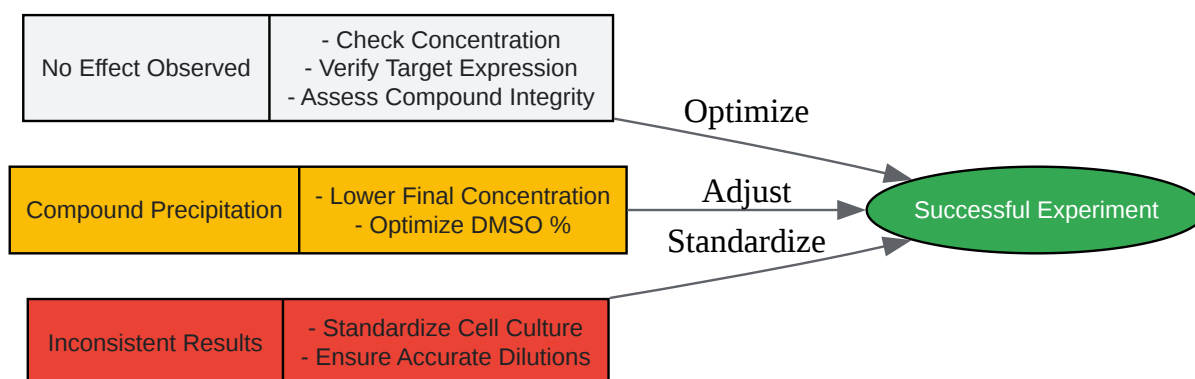 No Effect Observed
- Check Concentration
- Verify Target Expression
- Assess Compound Integrity
Optimize
Compound Precipitation
- Lower Final Concentration
- Optimize DMSO %
Adjust
Successful Experiment
Standardize
Inconsistent Results
- Standardize Cell Culture
- Ensure Accurate Dilutions